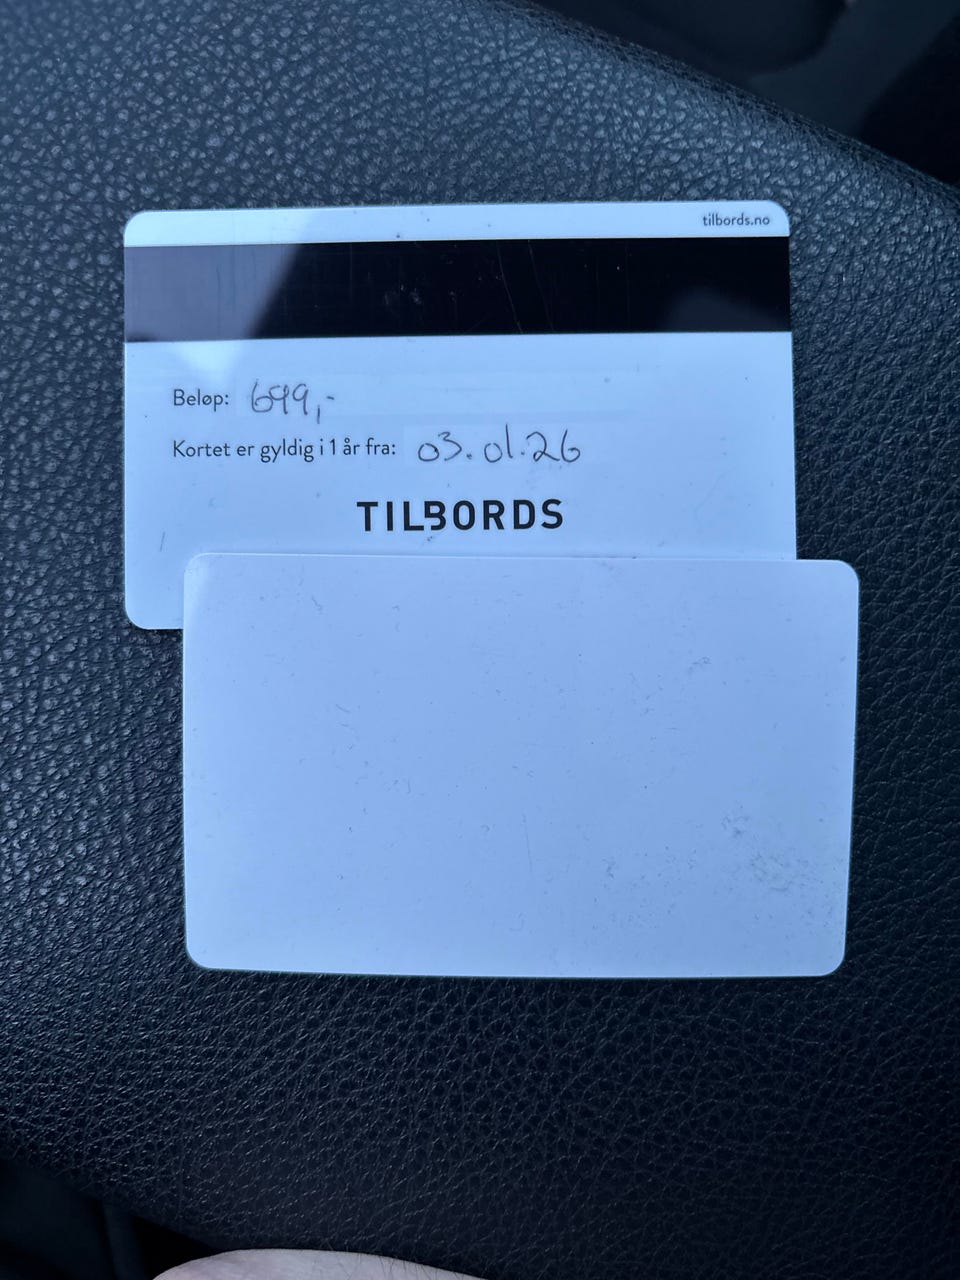 tilbords.no
Beløp: 699,-
Kortet er gyldig i 1 år fra: 03.01.26
TILBORDS